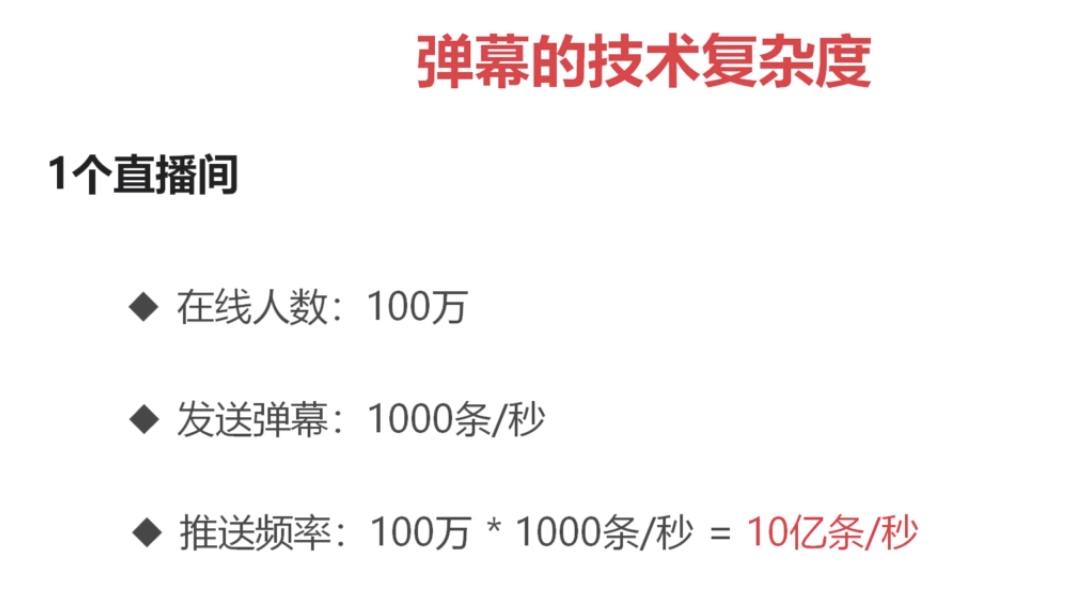 弹幕的技术复杂度
1个直播间
◆ 在线人数：100万
◆ 发送弹幕：1000条/秒
◆ 推送频率：100万 * 1000条/秒 = 10亿条/秒